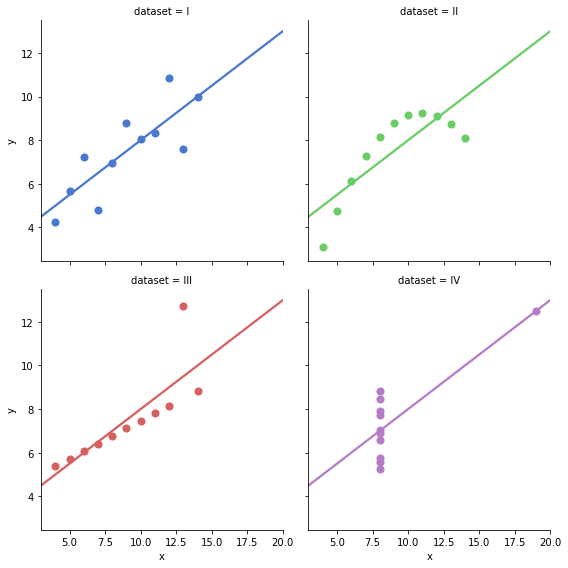 dataset = I
dataset = II
12
10
8
6
4
y
dataset = III
dataset = IV
12
10
8
6
4
y
5.0 7.5 10.0 12.5 15.0 17.5 20.0
5.0 7.5 10.0 12.5 15.0 17.5 20.0
x
x